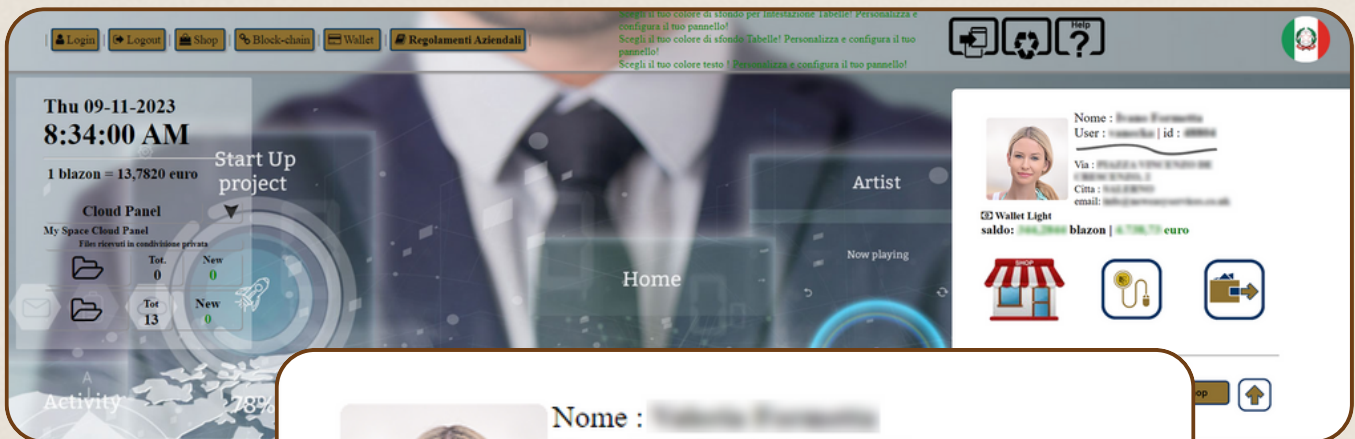 Login | Logout | Shop | Block-chain | Wallet | Regolamenti Aziendali
Scegli il tuo colore di sfondo per Intestazione Tabelle! Personalizza e
configura il tuo pannello!
Scegli il tuo colore di sfondo Tabelle! Personalizza e configura il tuo
pannello!
Scegli il tuo colore testo ! Personalizza e configura il tuo pannello!
Help
?
Thu 09-11-2023
8:34:00 AM
1 blazon = 13,7820 euro
Cloud Panel
My Space Cloud Panel
Files ricevuti in condivisione privata
Tot. New
0 0
Tot New
13 0
Start Up
project
Activity
78%
Home
Artist
Now playing
Nome :
User : | id :
Via :
Citta :
email:
Wallet Light
saldo: blazon | euro
SHOP
op
Nome :